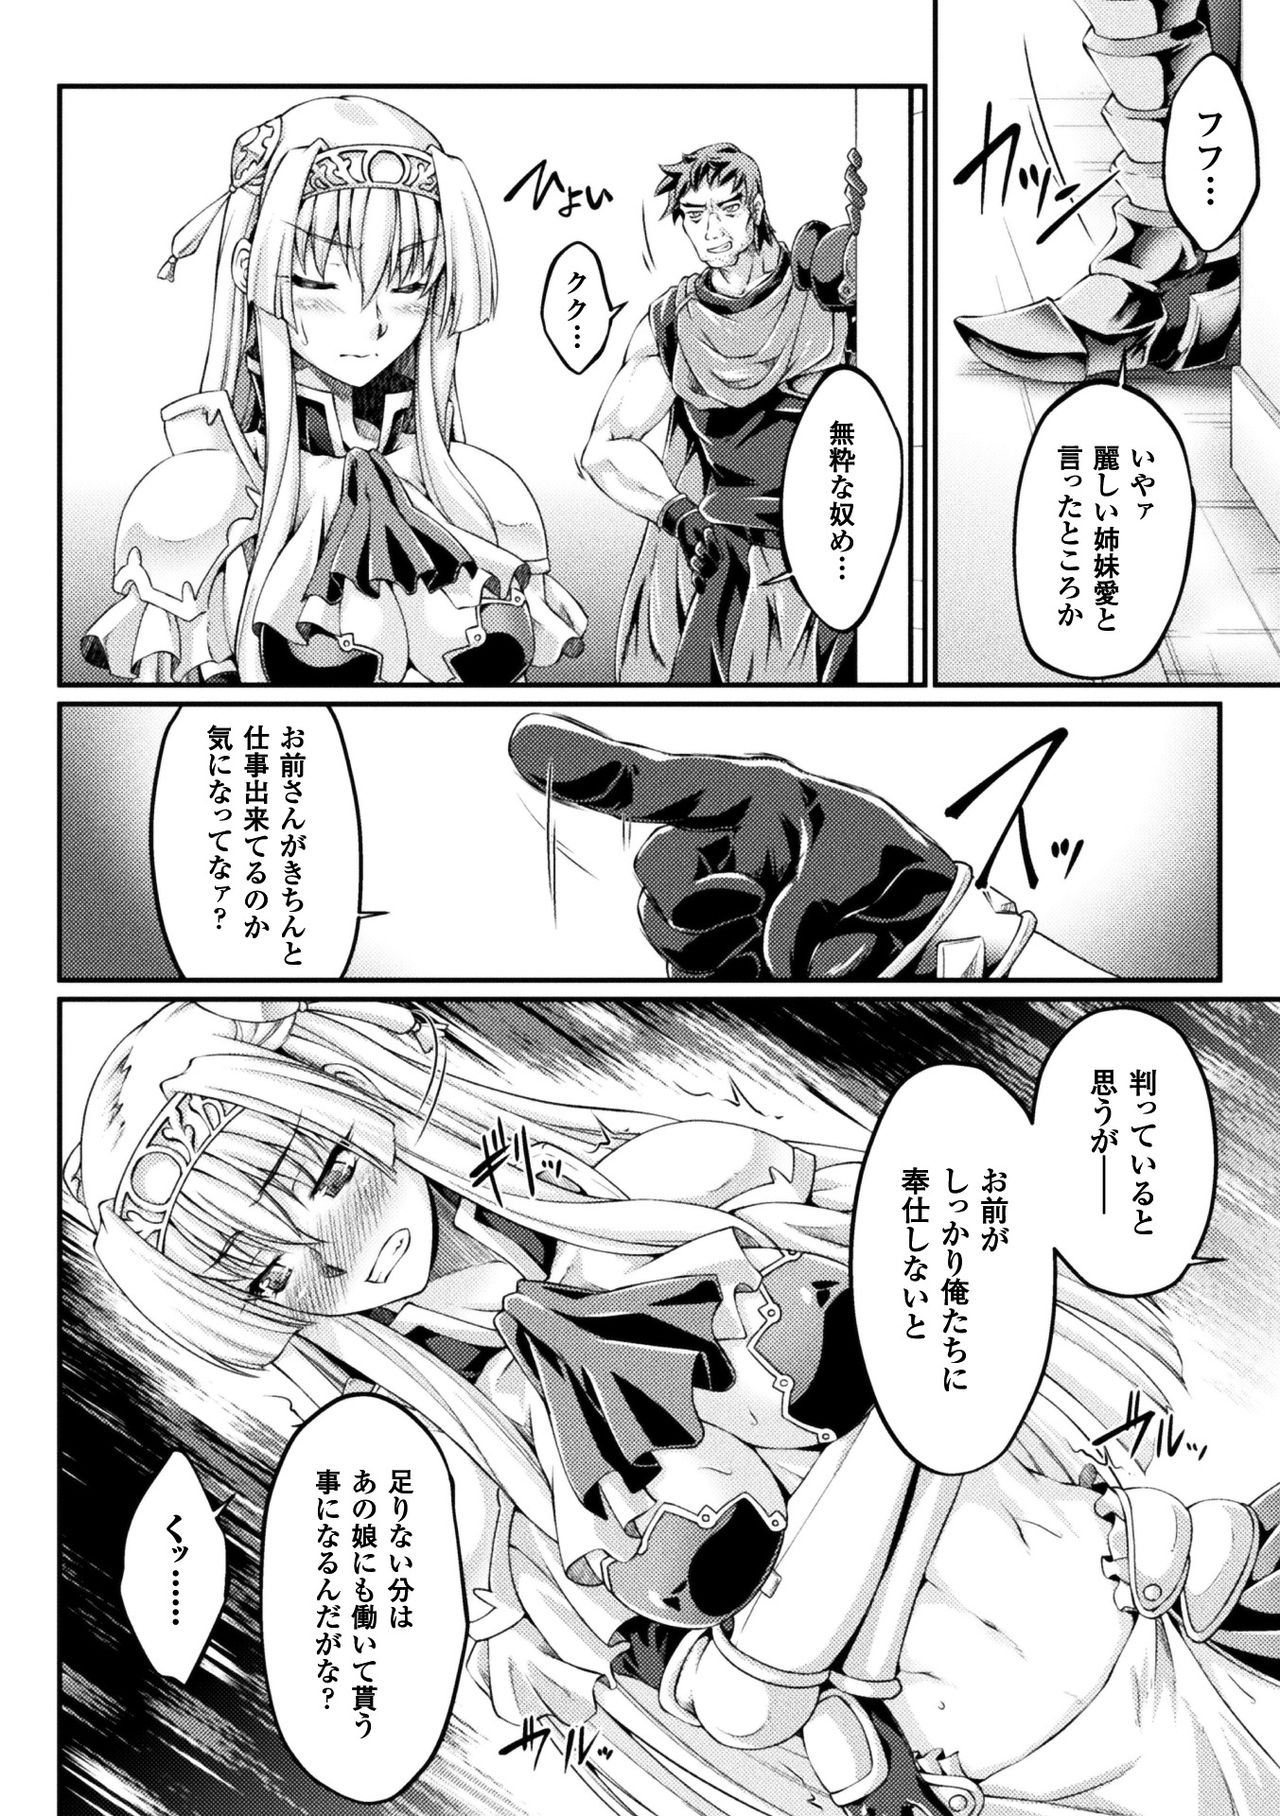 フフ…
カッ
いやァ
麗しい姉妹愛と
言ったところか
無粋な奴め…
ひょい
クク…
スッ
お前さんがきちんと
仕事出来てるのか
気になってなァ?
判っていると
思うが――
お前が
しっかり俺たちに
奉仕しないと
ギッ
ブルッ
足りない分は
あの娘にも働いて貰う
事になるんだがな?
ブルッ
くッ……